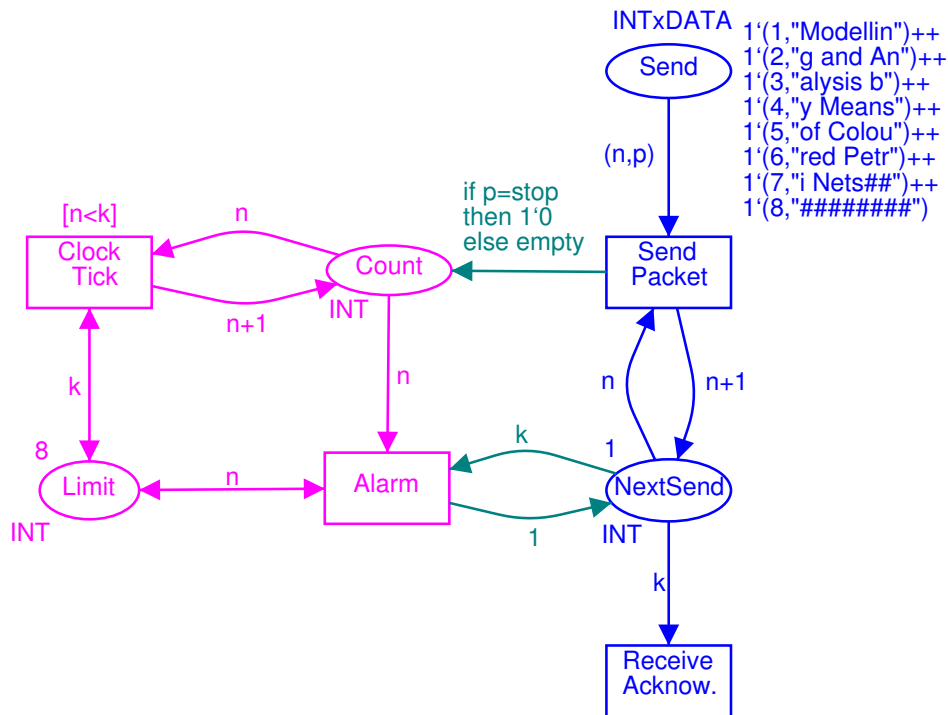 INTxDATA
Send
1‘(1,"Modellin")++
1‘(2,"g and An")++
1‘(3,"alysis b")++
1‘(4,"y Means")++
1‘(5,"of Colou")++
1‘(6,"red Petr")++
1‘(7,"i Nets##")++
1‘(8,"########")
(n,p)
if p=stop
then 1‘0
else empty
[n<k]
Clock
Tick
n
Count
INT
n+1
Send
Packet
k
n
n
n+1
8
Limit
INT
n
Alarm
k
1
1
NextSend
INT
k
Receive
Acknow.